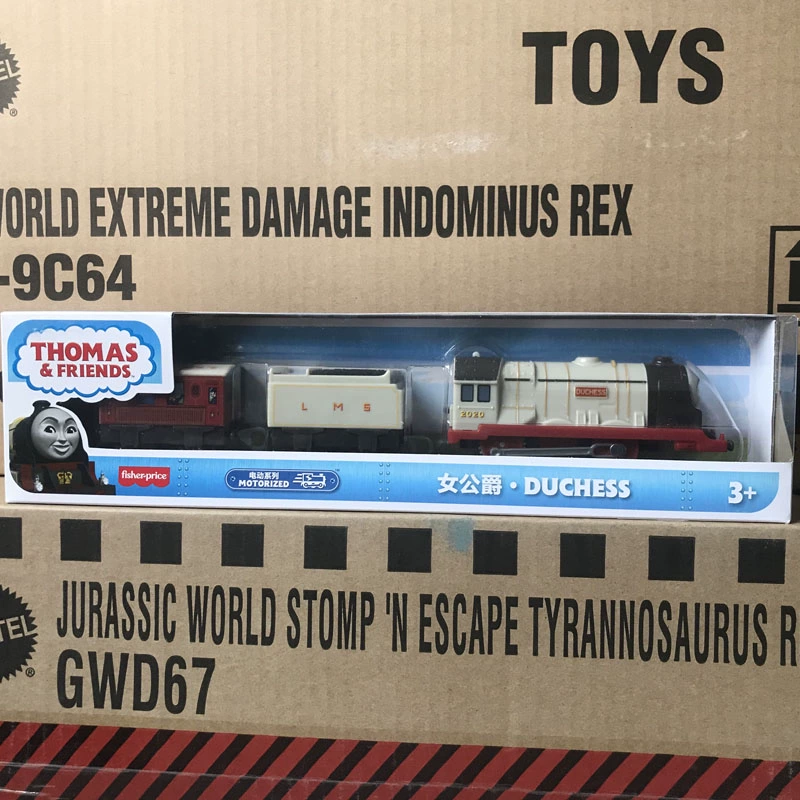 TOYS
WORLD EXTREME DAMAGE INDOMINUS REX
-9C64
THOMAS
& FRIENDS
DUCHESS
2020
L M S
fisher-price
电动系列
MOTORIZED
女公爵·DUCHESS
3+
JURASSIC WORLD STOMP 'N ESCAPE TYRANNOSAURUS R
GWD67